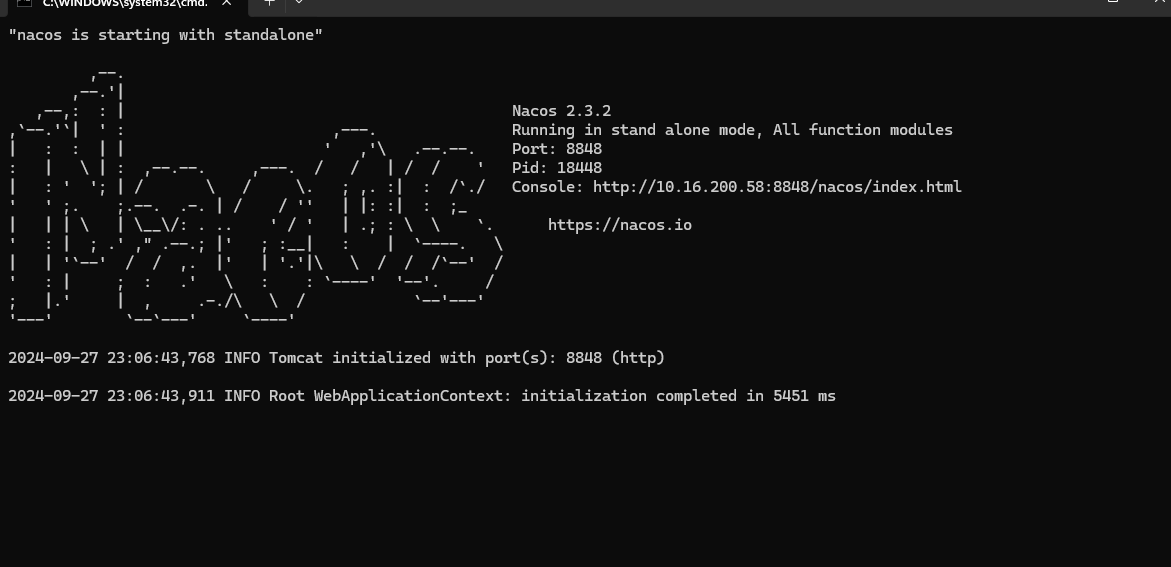 C:\WINDOWS\system32\cmd.
"nacos is starting with standalone"
Nacos 2.3.2
Running in stand alone mode, All function modules
Port: 8848
Pid: 18448
Console: http://10.16.200.58:8848/nacos/index.html
https://nacos.io
2024-09-27 23:06:43,768 INFO Tomcat initialized with port(s): 8848 (http)
2024-09-27 23:06:43,911 INFO Root WebApplicationContext: initialization completed in 5451 ms